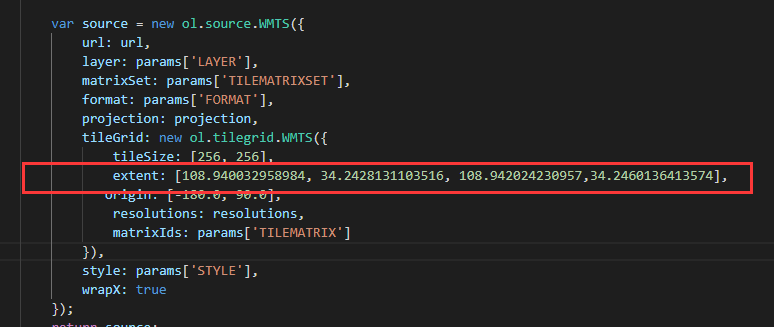 var source = new ol.source.WMTS({
url: url,
layer: params['LAYER'],
matrixSet: params['TILEMATRIXSET'],
format: params['FORMAT'],
projection: projection,
tileGrid: new ol.tilegrid.WMTS({
tileSize: [256, 256],
extent: [108.940032958984, 34.2428131103516, 108.942024230957,34.2460136413574],
origin: [-180.0, 90.0],
resolutions: resolutions,
matrixIds: params['TILEMATRIX']
}),
style: params['STYLE'],
wrapX: true
});
return source;